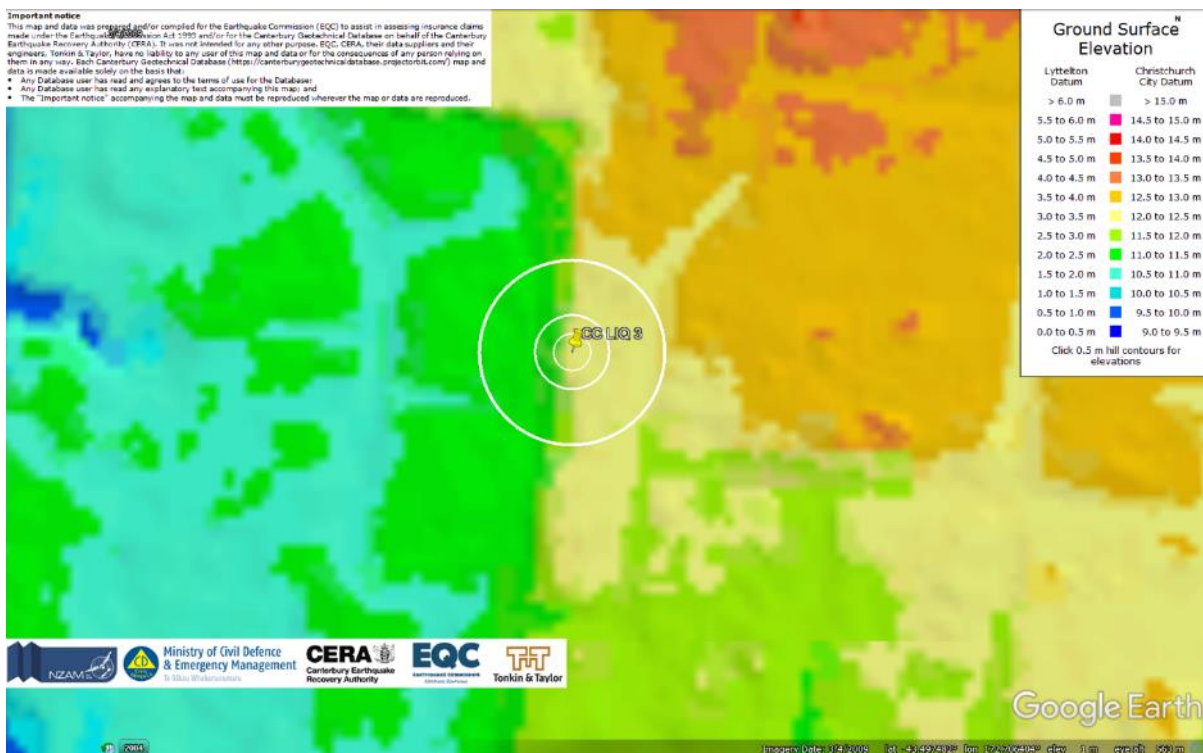 Important notice
This map and data was prepared and/or compiled for the Earthquake Commission (EQC) to assist in assessing insurance claims
made under the Earthquake Commission Act 1993 and/or for the Canterbury Geotechnical Database on behalf of the Canterbury
Earthquake Recovery Authority (CERA). It was not intended for any other purpose. EQC, CERA, their data suppliers and their
engineers, Tonkin & Taylor, have no liability to any user of this map and data or for the consequences of any person relying on
them in any way. Each Canterbury Geotechnical Database (https://canterburygeotechnicaldatabase.projectorbit.com/) map and
data is made available solely on the basis that:
• Any Database user has read and agrees to the terms of use for the Database;
• Any Database user has read any explanatory text accompanying this map; and
• The "Important notice" accompanying the map and data must be reproduced wherever the map or data are reproduced.
N
Ground Surface
Elevation
Lyttelton Christchurch
Datum City Datum
> 6.0 m > 15.0 m
5.5 to 6.0 m 14.5 to 15.0 m
5.0 to 5.5 m 14.0 to 14.5 m
4.5 to 5.0 m 13.5 to 14.0 m
4.0 to 4.5 m 13.0 to 13.5 m
3.5 to 4.0 m 12.5 to 13.0 m
3.0 to 3.5 m 12.0 to 12.5 m
2.5 to 3.0 m 11.5 to 12.0 m
2.0 to 2.5 m 11.0 to 11.5 m
1.5 to 2.0 m 10.5 to 11.0 m
1.0 to 1.5 m 10.0 to 10.5 m
0.5 to 1.0 m 9.5 to 10.0 m
0.0 to 0.5 m 9.0 to 9.5 m
Click 0.5 m hill contours for
elevations
CC LIQ 3
NZAM
CD
Ministry of Civil Defence
& Emergency Management
CERA
Canterbury Earthquake
Recovery Authority
EQC
EARTHQUAKE COMMISSION
T+T
Tonkin & Taylor
Google Earth
2004
Imagery Date: 3/4/2009 lat lon elev 1 m eye alt